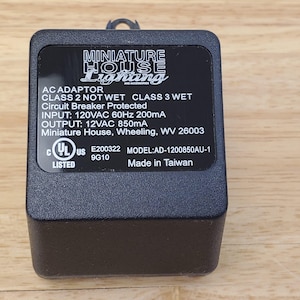 MINIATURE
HOUSE
Lighting
AC ADAPTOR
CLASS 2 NOT WET CLASS 3 WET
Circuit Breaker Protected
INPUT: 120VAC 60Hz 200mA
OUTPUT: 12VAC 850mA
Miniature House, Wheeling, WV 26003
C UL US LISTED
E200322
9G10
MODEL:AD-1200850AU-1
Made in Taiwan